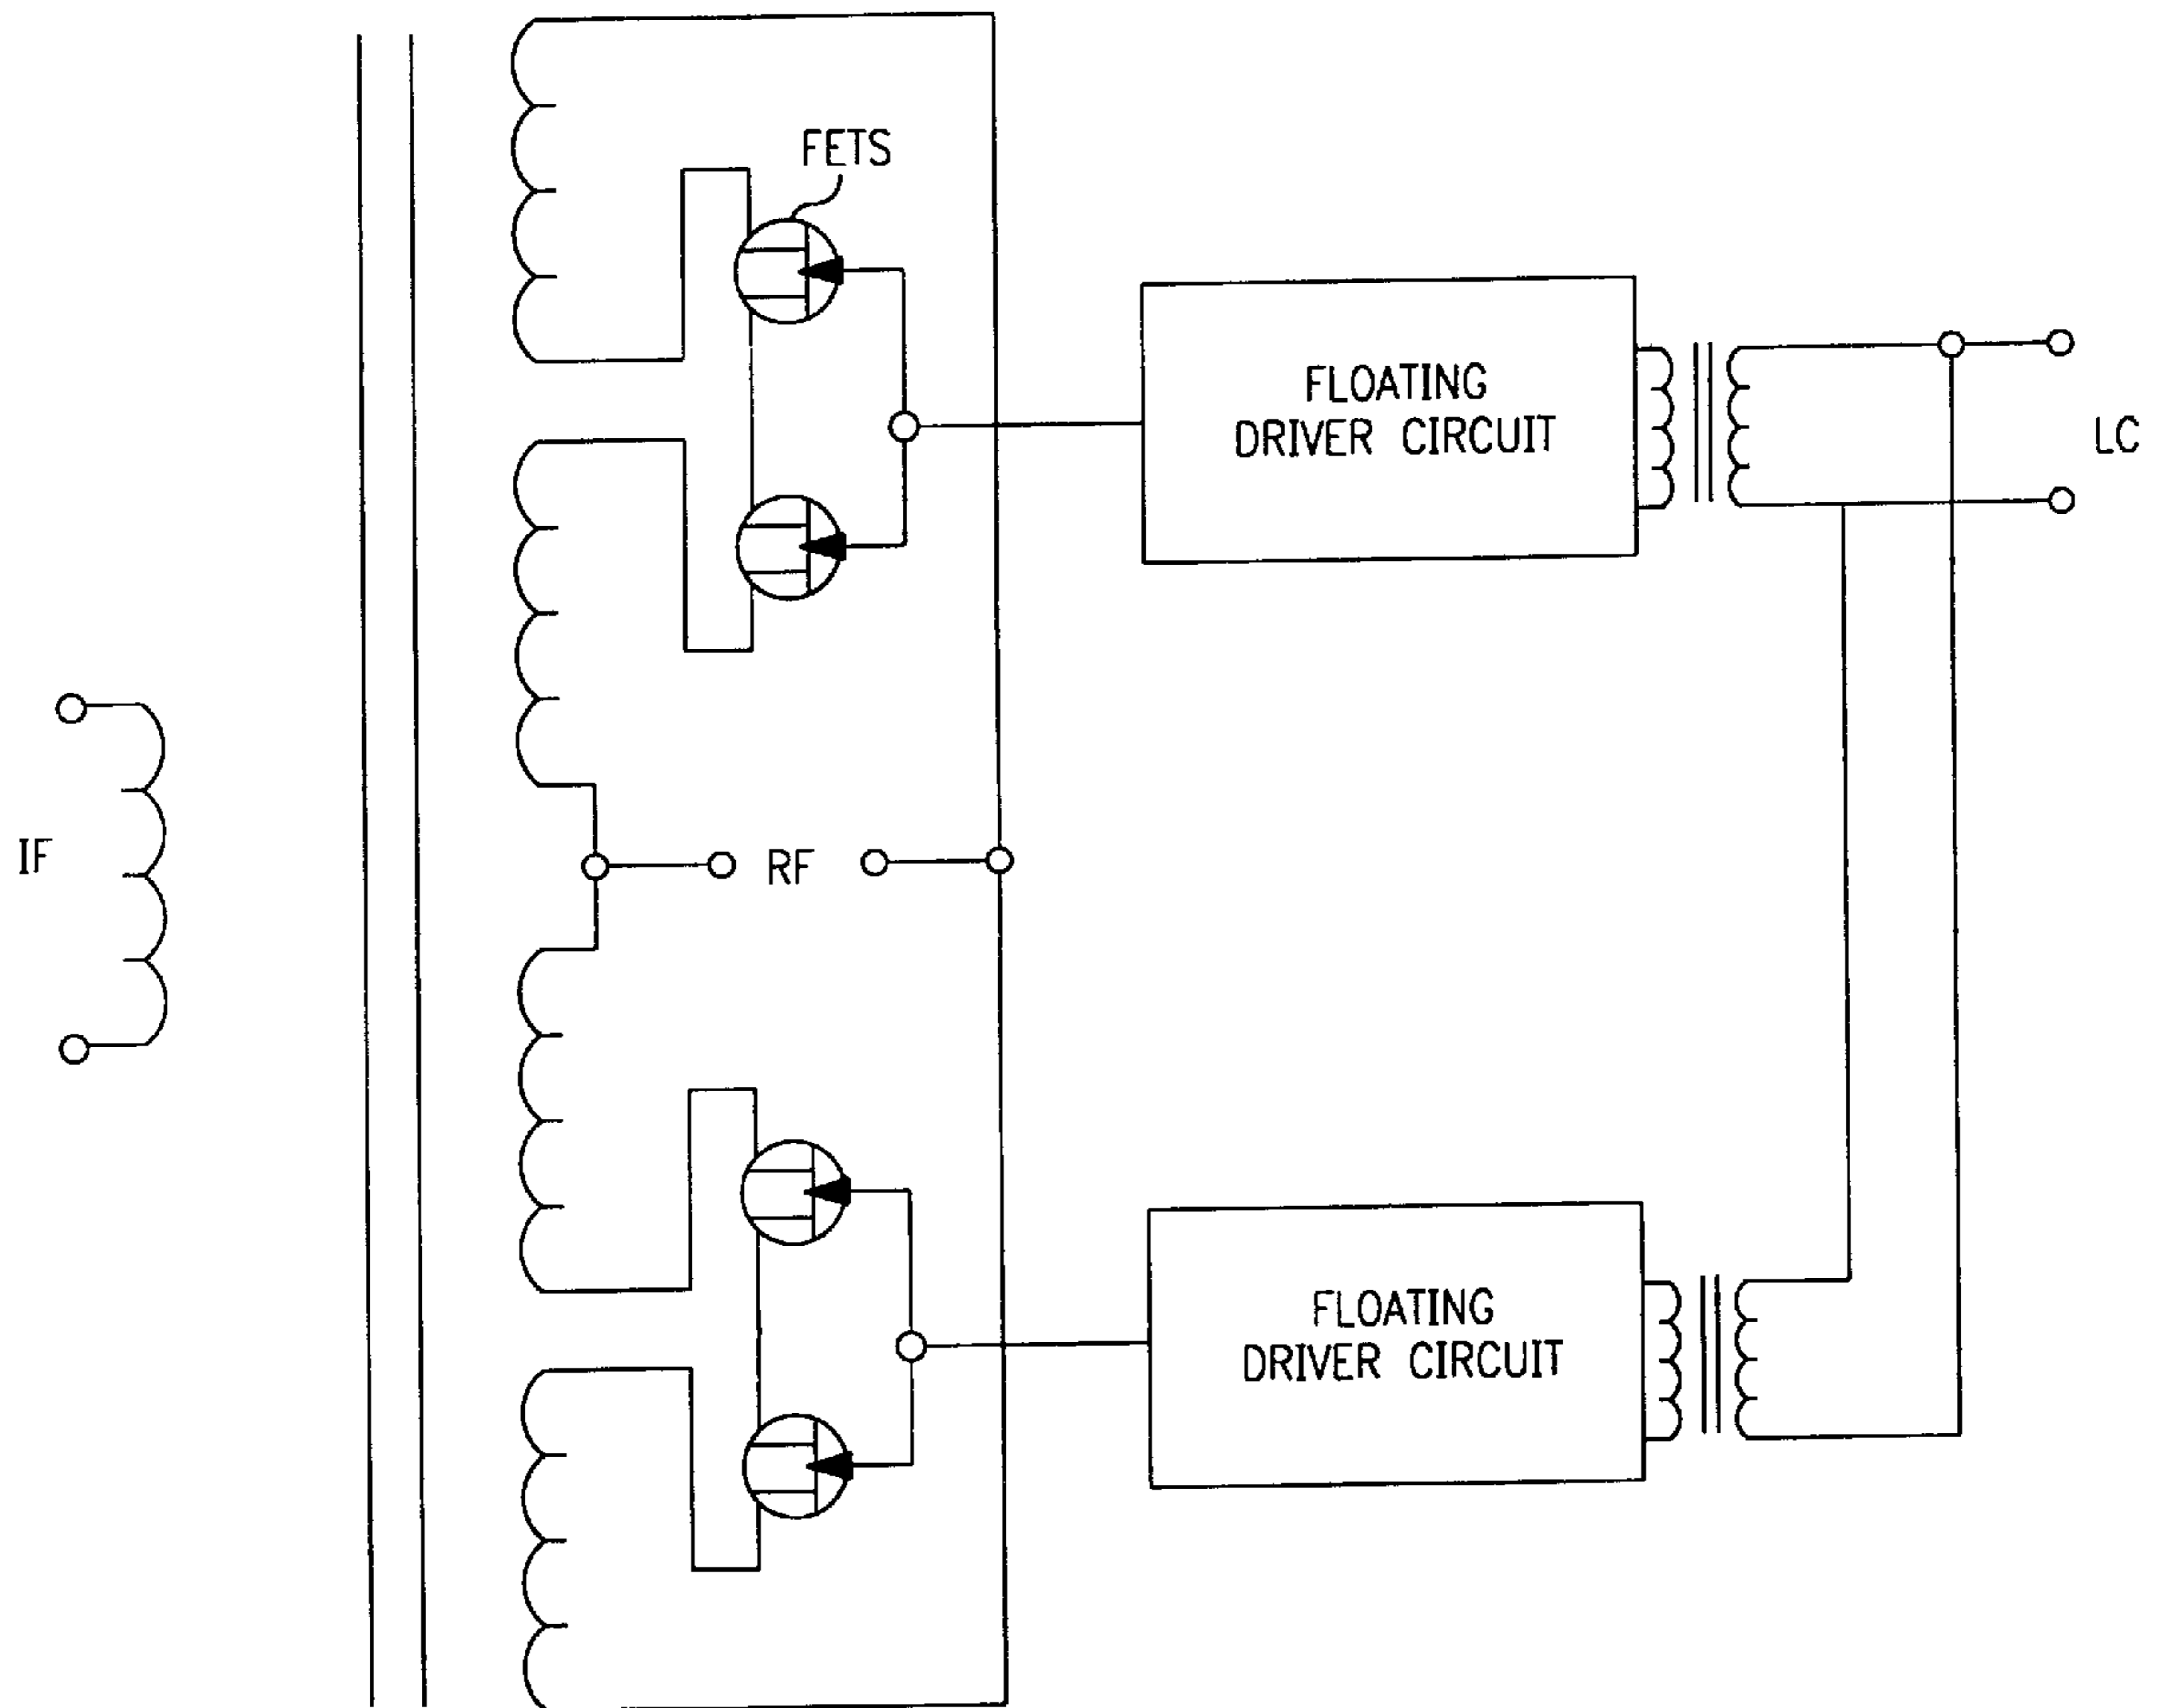 FETS
FLOATING
DRIVER CIRCUIT
LC
IF
RF
FLOATING
DRIVER CIRCUIT